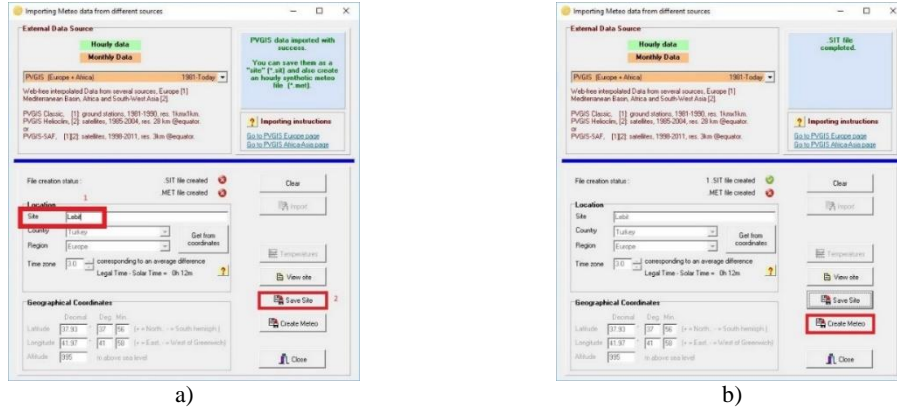 Importing Meteo data from different sources
External Data Source
Hourly data
Monthly Data
PVGIS (Europe + Africa) 1981-Today
Web-free interpolated Data from several sources, Europe [1]
Mediterranean Basin, Africa and South-West Asia [2].
PVGIS Classic, [1] ground stations, 1981-1990, res. 1kmx1km.
PVGIS Helioclim, [2] satellites, 1985-2004, res. 28 km @equator.
or
PVGIS-SAF, [1][2] satellites, 1998-2011, res. 3km @equator.
PVGIS data imported with
success.
You can save them as a
"site" (*.sit) and also create
an hourly synthetic meteo
file (*.met).
Importing instructions
Go to PVGIS Europe page
Go to PVGIS Africa-Asia page
File creation status :
.SIT file created
.MET file created
1
Location
Site
Country Turkey
Region Europe
Get from
coordinates
Time zone 3.0 corresponding to an average difference
Legal Time - Solar Time = 0h 12m
Geographical Coordinates
Decimal Deg. Min.
Latitude 37.93 37 56 (+ = North, - = South hemisph.)
Longitude 41.97 41 58 (+ = East, - = West of Greenwich)
Altitude 995 m above sea level
Clear
Import
Temperatures
View site
Save Site 2
Create Meteo
Close
a)
Importing Meteo data from different sources
External Data Source
Hourly data
Monthly Data
PVGIS (Europe + Africa) 1981-Today
Web-free interpolated Data from several sources, Europe [1]
Mediterranean Basin, Africa and South-West Asia [2].
PVGIS Classic, [1] ground stations, 1981-1990, res. 1kmx1km.
PVGIS Helioclim, [2] satellites, 1985-2004, res. 28 km @equator.
or
PVGIS-SAF, [1][2] satellites, 1998-2011, res. 3km @equator.
.SIT file
completed.
Importing instructions
Go to PVGIS Europe page
Go to PVGIS Africa-Asia page
File creation status :
1 .SIT file created
.MET file created
Location
Site
Country Turkey
Region Europe
Get from
coordinates
Time zone 3.0 corresponding to an average difference
Legal Time - Solar Time = 0h 12m
Geographical Coordinates
Decimal Deg. Min.
Latitude 37.93 37 56 (+ = North, - = South hemisph.)
Longitude 41.97 41 58 (+ = East, - = West of Greenwich)
Altitude 995 m above sea level
Clear
Import
Temperatures
View site
Save Site
Create Meteo
Close
b)